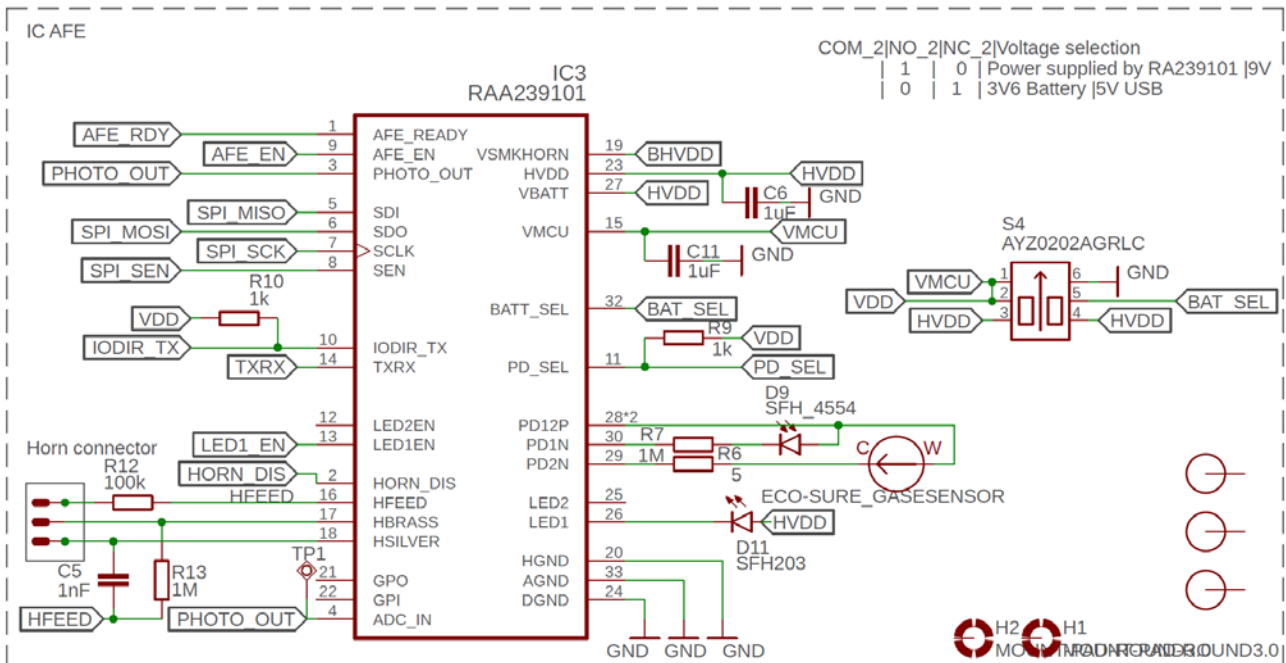 IC AFE
COM_2|NO_2|NC_2|Voltage selection
| 1 | 0 | Power supplied by RA239101 |9V
| 0 | 1 | 3V6 Battery |5V USB
IC3
RAA239101
AFE_RDY
1
AFE_READY
AFE_EN
9
AFE_EN
PHOTO_OUT
3
PHOTO_OUT
SPI_MISO
5
SDI
SPI_MOSI
6
SDO
SPI_SCK
7
SCLK
SPI_SEN
8
SEN
R10
1k
VDD
IODIR_TX
10
IODIR_TX
TXRX
14
TXRX
12
LED2EN
LED1_EN
13
LED1EN
Horn connector
HORN_DIS
2
HORN_DIS
R12
100k
HFEED
16
HFEED
17
HBRASS
18
HSILVER
C5
1nF
R13
1M
TP1
21
GPO
22
GPI
HFEED
PHOTO_OUT
4
ADC_IN
VSMKHORN
19
BHVDD
HVDD
23
HVDD
VBATT
27
HVDD
C6
1uF
GND
VMCU
15
VMCU
C11
1uF
GND
BATT_SEL
32
BAT_SEL
R9
1k
VDD
PD_SEL
11
PD_SEL
D9
SFH_4554
PD12P
28*2
PD1N
30
R7
1M
PD2N
29
R6
5
C
W
ECO-SURE_GASESENSOR
LED2
25
LED1
26
HVDD
D11
SFH203
HGND
20
AGND
33
DGND
24
GND
GND
GND
S4
AYZ0202AGRLC
VMCU
1
6
GND
VDD
2
5
BAT_SEL
HVDD
3
4
HVDD
H2
H1